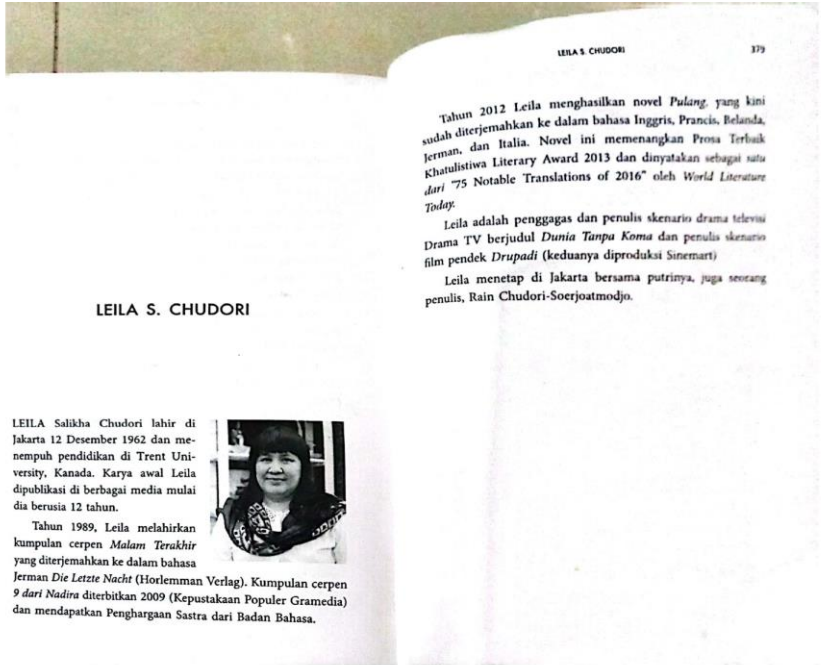 LEILA S. CHUDORI
LEILA Salikha Chudori lahir di
Jakarta 12 Desember 1962 dan me-
nempuh pendidikan di Trent Uni-
versity, Kanada. Karya awal Leila
dipublikasi di berbagai media mulai
dia berusia 12 tahun.
Tahun 1989, Leila melahirkan
kumpulan cerpen Malam Terakhir
yang diterjemahkan ke dalam bahasa
Jerman Die Letzte Nacht (Horlemman Verlag). Kumpulan cerpen
9 dari Nadira diterbitkan 2009 (Kepustakaan Populer Gramedia)
dan mendapatkan Penghargaan Sastra dari Badan Bahasa.
LEILA S. CHUDORI 379
Tahun 2012 Leila menghasilkan novel Pulang, yang kini
sudah diterjemahkan ke dalam bahasa Inggris, Prancis, Belanda,
Jerman, dan Italia. Novel ini memenangkan Prosa Terbaik
Khatulistiwa Literary Award 2013 dan dinyatakan sebagai satu
dari "75 Notable Translations of 2016" oleh World Literature
Today.
Leila adalah penggagas dan penulis skenario drama televisi
Drama TV berjudul Dunia Tanpa Koma dan penulis skenario
film pendek Drupadi (keduanya diproduksi Sinemart)
Leila menetap di Jakarta bersama putrinya, juga seorang
penulis, Rain Chudori-Soerjoatmodjo.